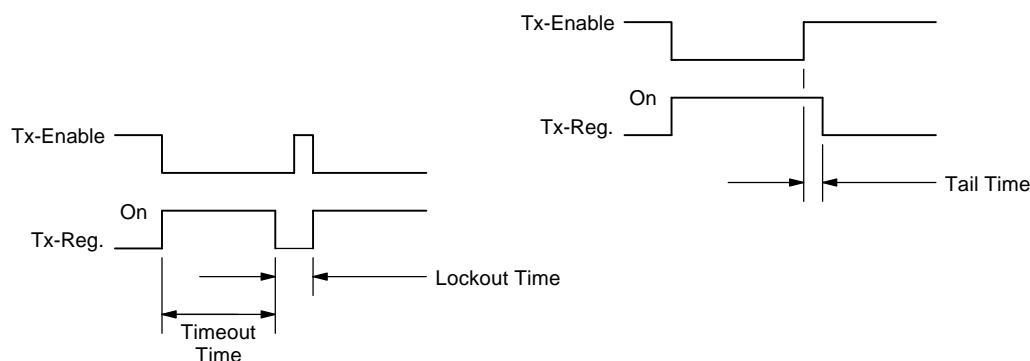 Tx-Enable
On
Tx-Reg.
Lockout Time
Timeout
Time
Tx-Enable
On
Tx-Reg.
Tail Time